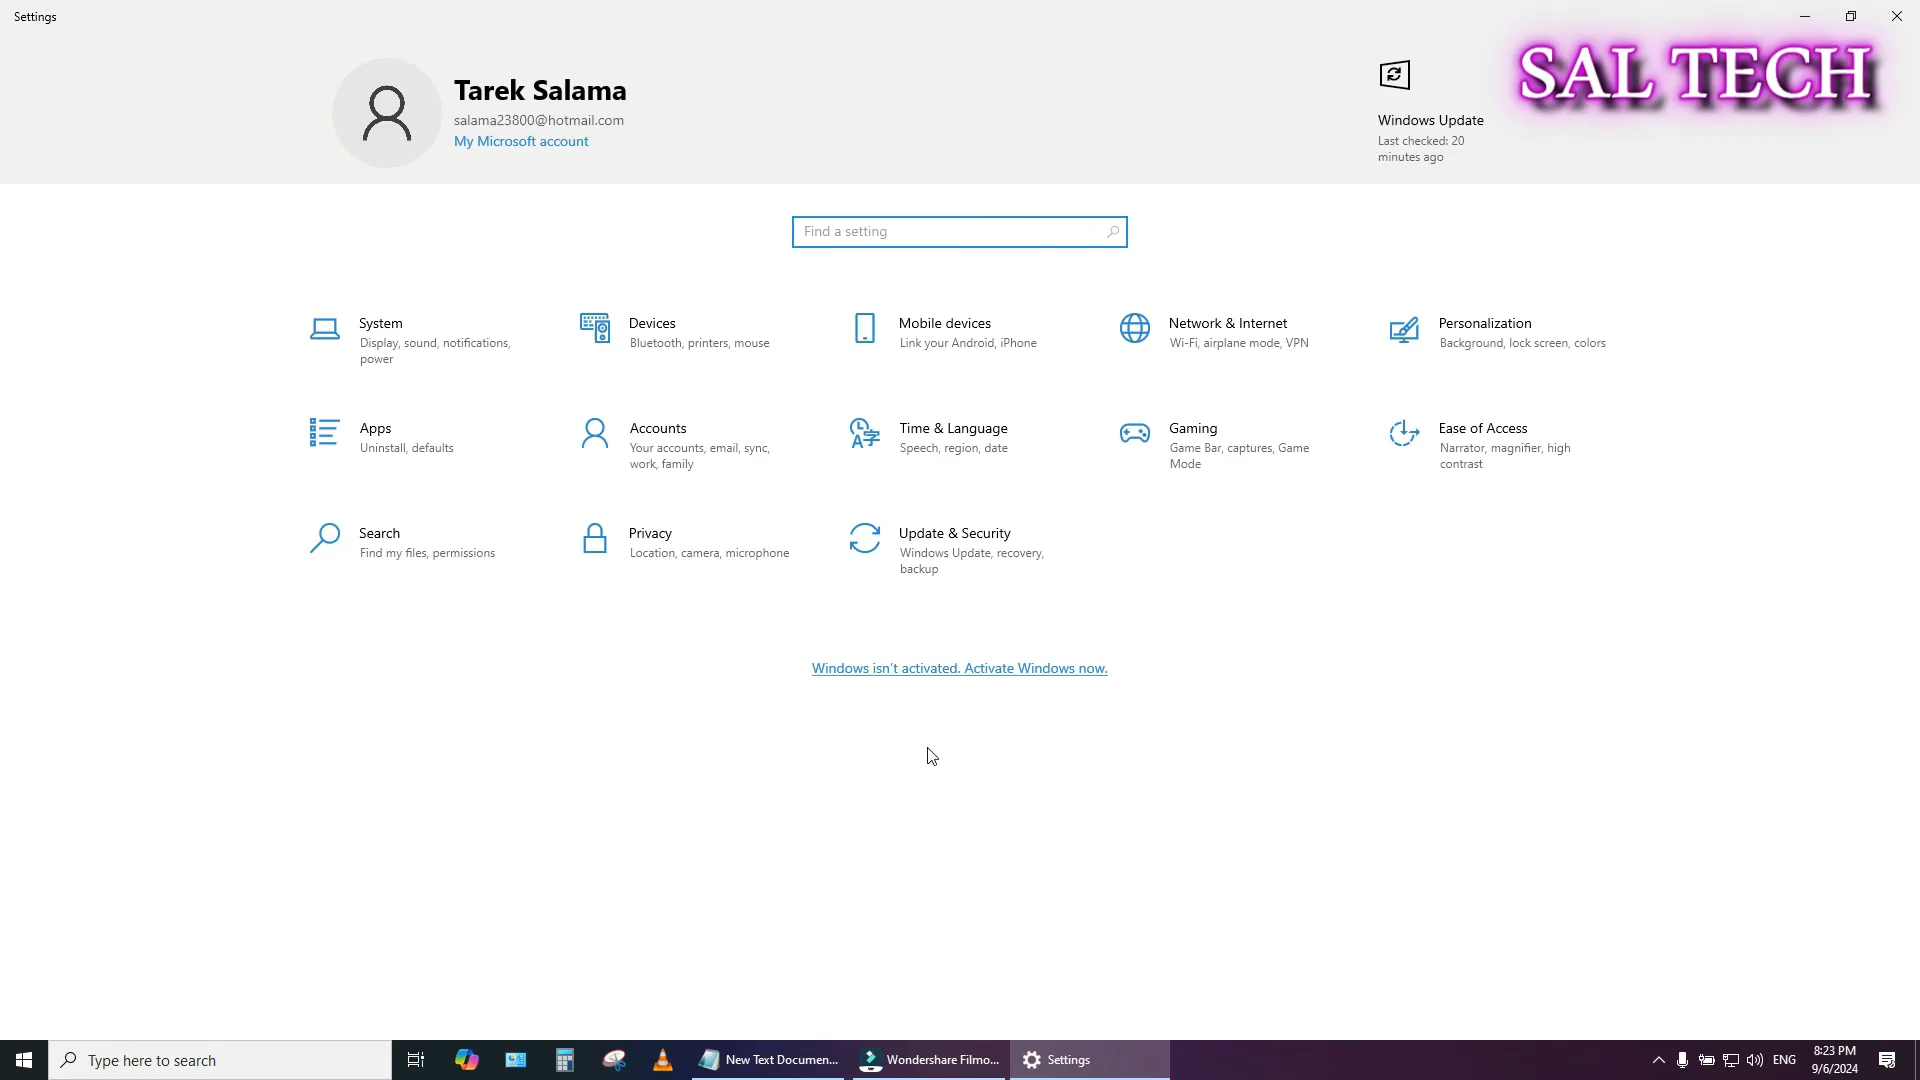 Settings
SAL TECH
Tarek Salama
salama23800@hotmail.com
My Microsoft account
Windows Update
Last checked: 20
minutes ago
Find a setting
System
Display, sound, notifications,
power
Devices
Bluetooth, printers, mouse
Mobile devices
Link your Android, iPhone
Network & Internet
Wi-Fi, airplane mode, VPN
Personalization
Background, lock screen, colors
Apps
Uninstall, defaults
Accounts
Your accounts, email, sync,
work, family
Time & Language
Speech, region, date
Gaming
Game Bar, captures, Game
Mode
Ease of Access
Narrator, magnifier, high
contrast
Search
Find my files, permissions
Privacy
Location, camera, microphone
Update & Security
Windows Update, recovery,
backup
Windows isn't activated. Activate Windows now.
Type here to search
New Text Documen...
Wondershare Filmo...
Settings
ENG
8:23 PM
9/6/2024